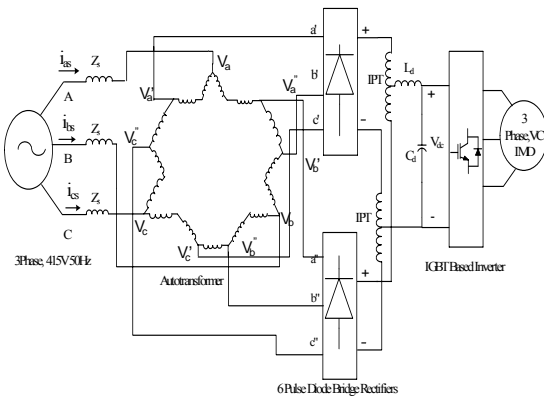 a'
+
i_as
Z_s
V_a
IPT
L_d
V_a'
V_a"
b'
+
A
3
Phase,VC
IMD
i_bs
Z_s
V_c"
c'
-
V_dc
B
V_b'
C_d
i_cs
Z_s
IPT
C
V_c
V_b
-
V_c'
V_b"
a"
3Phase, 415V 50Hz
Autotransformer
+
IGBT Based Inverter
b"
c"
-
6 Pulse Diode Bridge Rectifiers